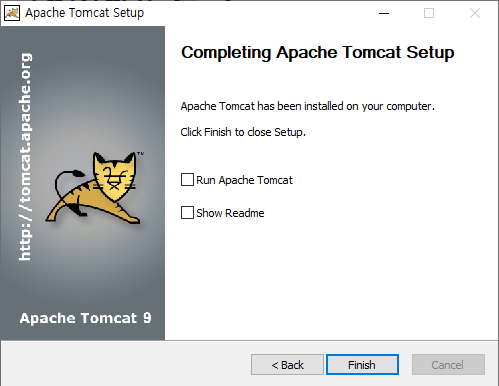 Apache Tomcat Setup
Completing Apache Tomcat Setup
Apache Tomcat has been installed on your computer.
Click Finish to close Setup.
Run Apache Tomcat
Show Readme
http://tomcat.apache.org
TM
Apache Tomcat 9
< Back
Finish
Cancel